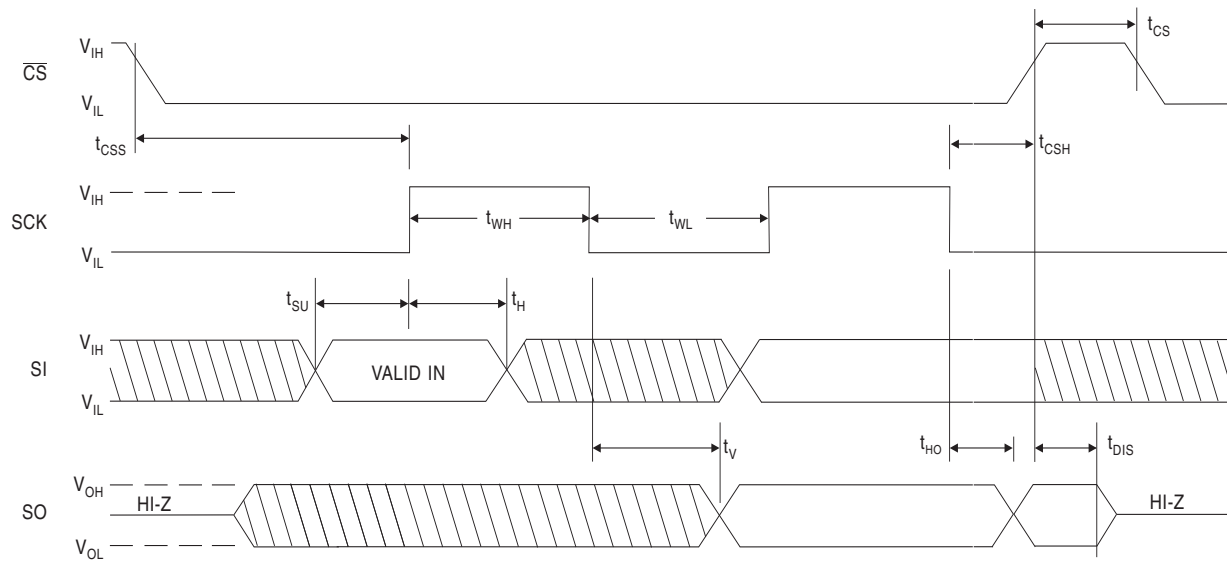 t_CS
V_IH
C̅S̅
V_IL
t_CSS
t_CSH
V_IH
SCK
t_WH
t_WL
V_IL
t_SU
t_H
V_IH
SI
VALID IN
V_IL
t_V
t_HO
t_DIS
V_OH
SO
HI-Z
HI-Z
V_OL